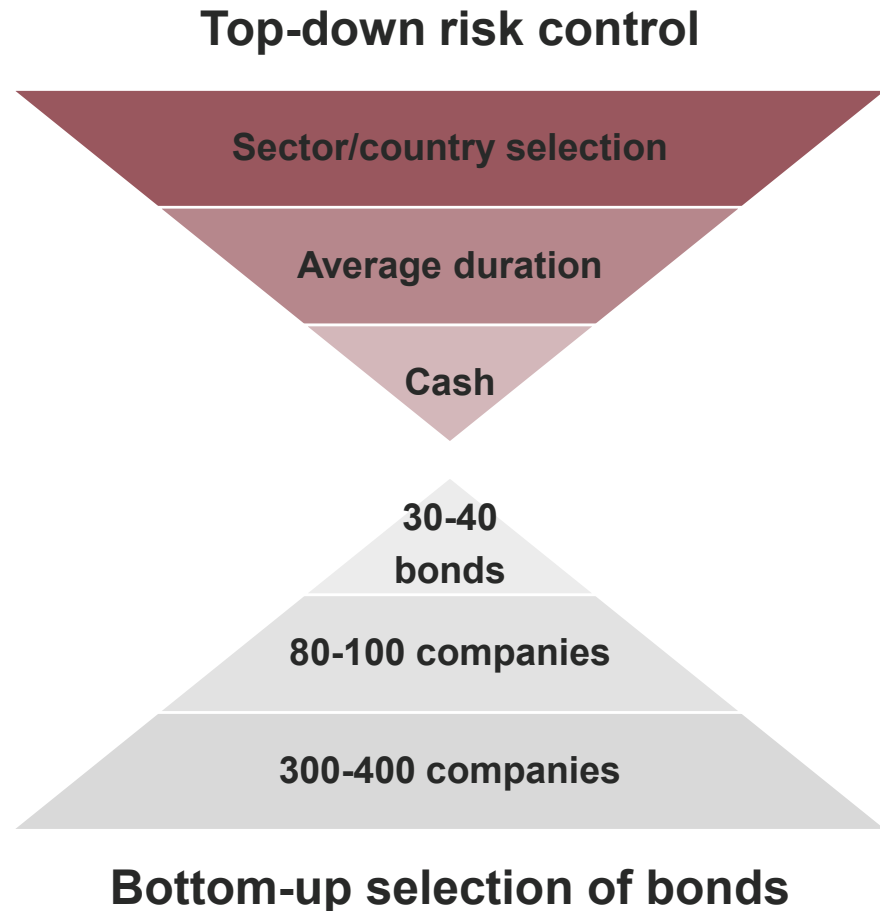 Top-down risk control
Sector/country selection
Average duration
Cash
30-40
bonds
80-100 companies
300-400 companies
Bottom-up selection of bonds